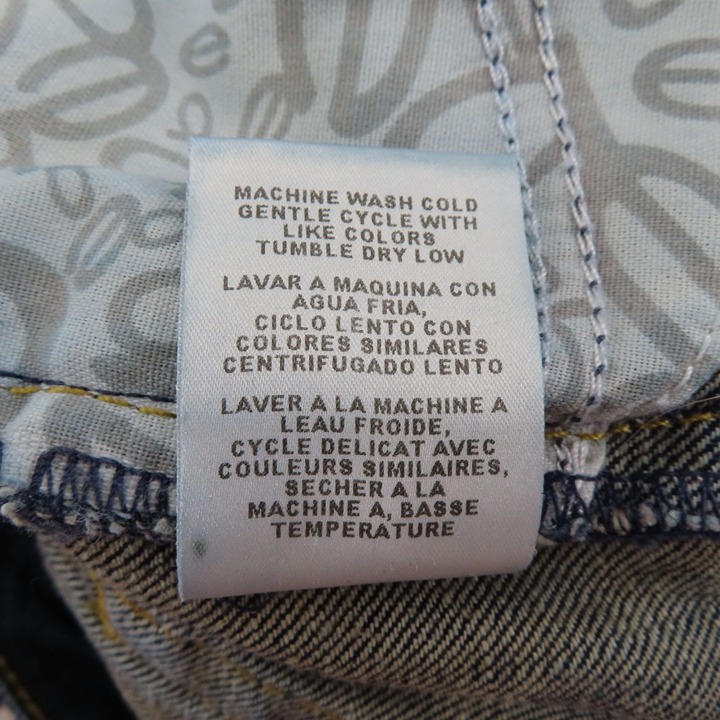 MACHINE WASH COLD
GENTLE CYCLE WITH
LIKE COLORS
TUMBLE DRY LOW
LAVAR A MAQUINA CON
AGUA FRIA,
CICLO LENTO CON
COLORES SIMILARES
CENTRIFUGADO LENTO
LAVER A LA MACHINE A
LEAU FROIDE,
CYCLE DELICAT AVEC
COULEURS SIMILAIRES,
SECHER A LA
MACHINE A, BASSE
TEMPERATURE